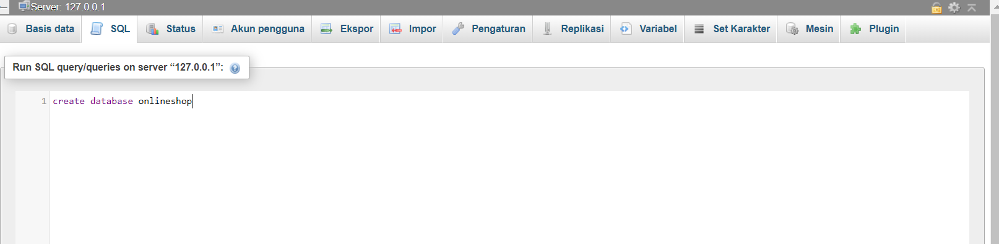 Server: 127.0.0.1
Basis data SQL Status Akun pengguna Ekspor Impor Pengaturan Replikasi Variabel Set Karakter Mesin Plugin
Run SQL query/queries on server “127.0.0.1”:
1 create database onlineshop